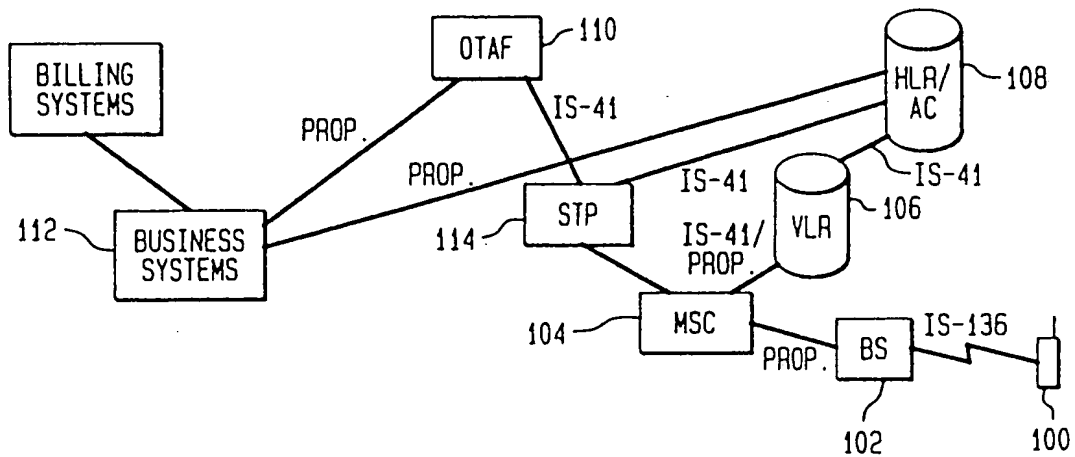 BILLING
SYSTEMS
OTAF
110
HLR/
AC
108
IS-41
PROP.
PROP.
IS-41
IS-41
112
BUSINESS
SYSTEMS
114
STP
IS-41/
PROP.
VLR
106
104
MSC
PROP.
BS
102
IS-136
100